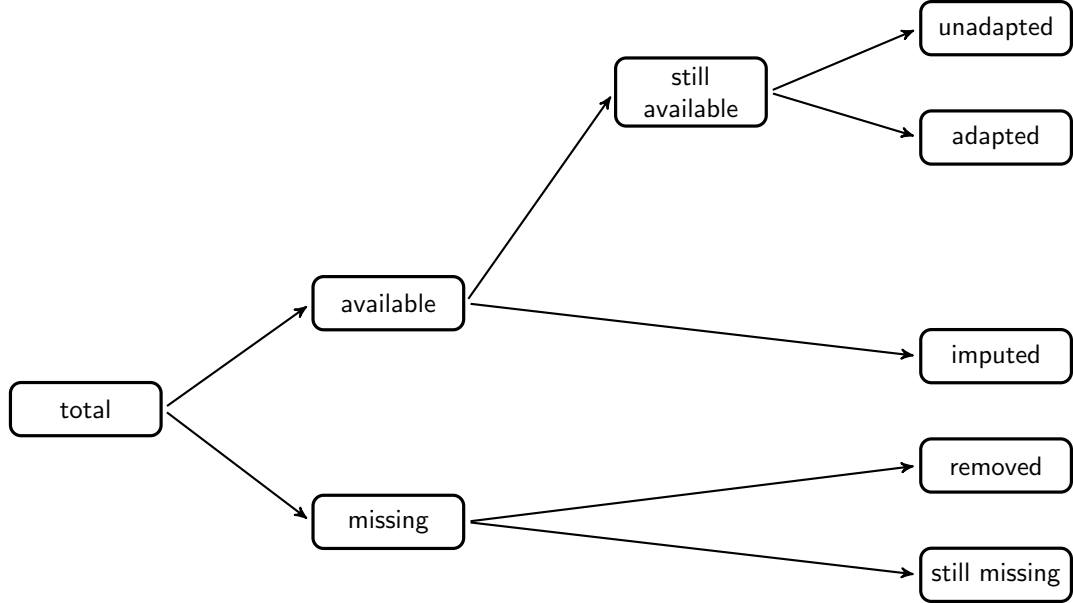 unadapted
still
available
adapted
available
imputed
total
removed
missing
still missing